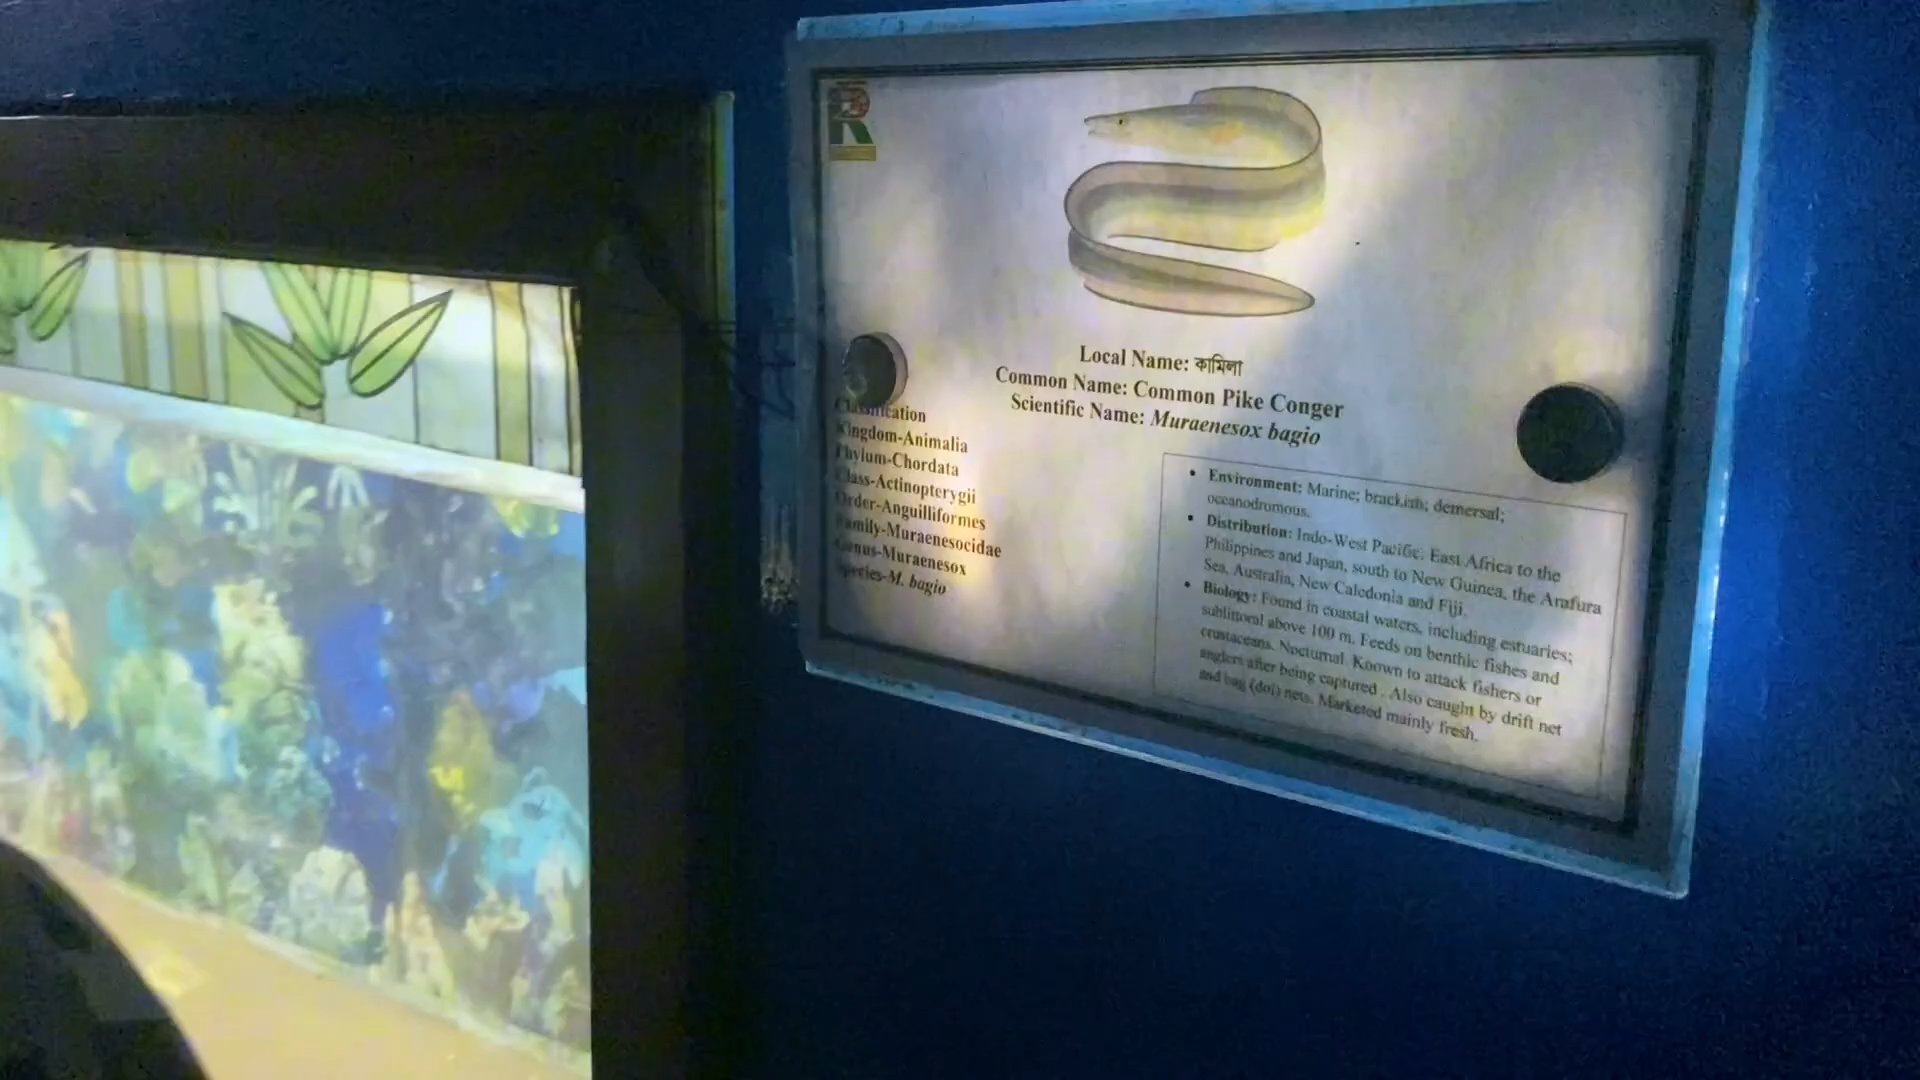 Local Name: কামিলা
Common Name: Common Pike Conger
Scientific Name: Muraenesox bagio
Classification
Kingdom-Animalia
Phylum-Chordata
Class-Actinopterygii
Order-Anguilliformes
Family-Muraenesocidae
Genus-Muraenesox
Species-M. bagio
• Environment: Marine; brackish; demersal;
oceanodromous.
• Distribution: Indo-West Pacific: East Africa to the
Philippines and Japan, south to New Guinea, the Arafura
Sea, Australia, New Caledonia and Fiji.
• Biology: Found in coastal waters, including estuaries;
sublittoral above 100 m. Feeds on benthic fishes and
crustaceans. Nocturnal. Known to attack fishers or
anglers after being captured . Also caught by drift net
and bag (dol) nets. Marketed mainly fresh.